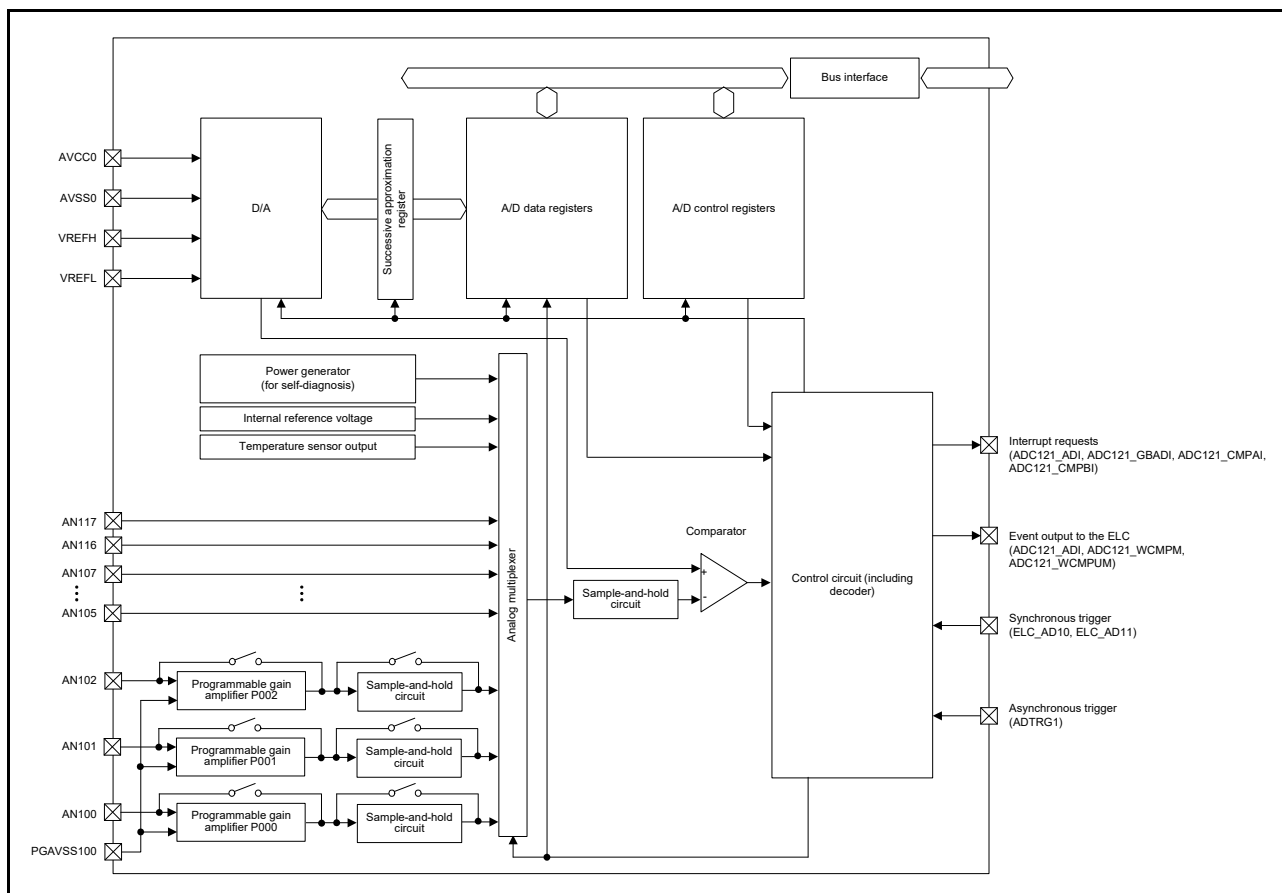 Bus interface
AVCC0
AVSS0
VREFH
VREFL
D/A
Successive approximation
register
A/D data registers
A/D control registers
Power generator
(for self-diagnosis)
Internal reference voltage
Temperature sensor output
AN117
AN116
AN107
AN105
Analog multiplexer
Comparator
+
-
Sample-and-hold
circuit
Control circuit (including
decoder)
Interrupt requests
(ADC121_ADI, ADC121_GBADI, ADC121_CMPAI,
ADC121_CMPBI)
Event output to the ELC
(ADC121_ADI, ADC121_WCMPM,
ADC121_WCMPUM)
Synchronous trigger
(ELC_AD10, ELC_AD11)
Asynchronous trigger
(ADTRG1)
AN102
Programmable gain
amplifier P002
Sample-and-hold
circuit
AN101
Programmable gain
amplifier P001
Sample-and-hold
circuit
AN100
Programmable gain
amplifier P000
Sample-and-hold
circuit
PGAVSS100